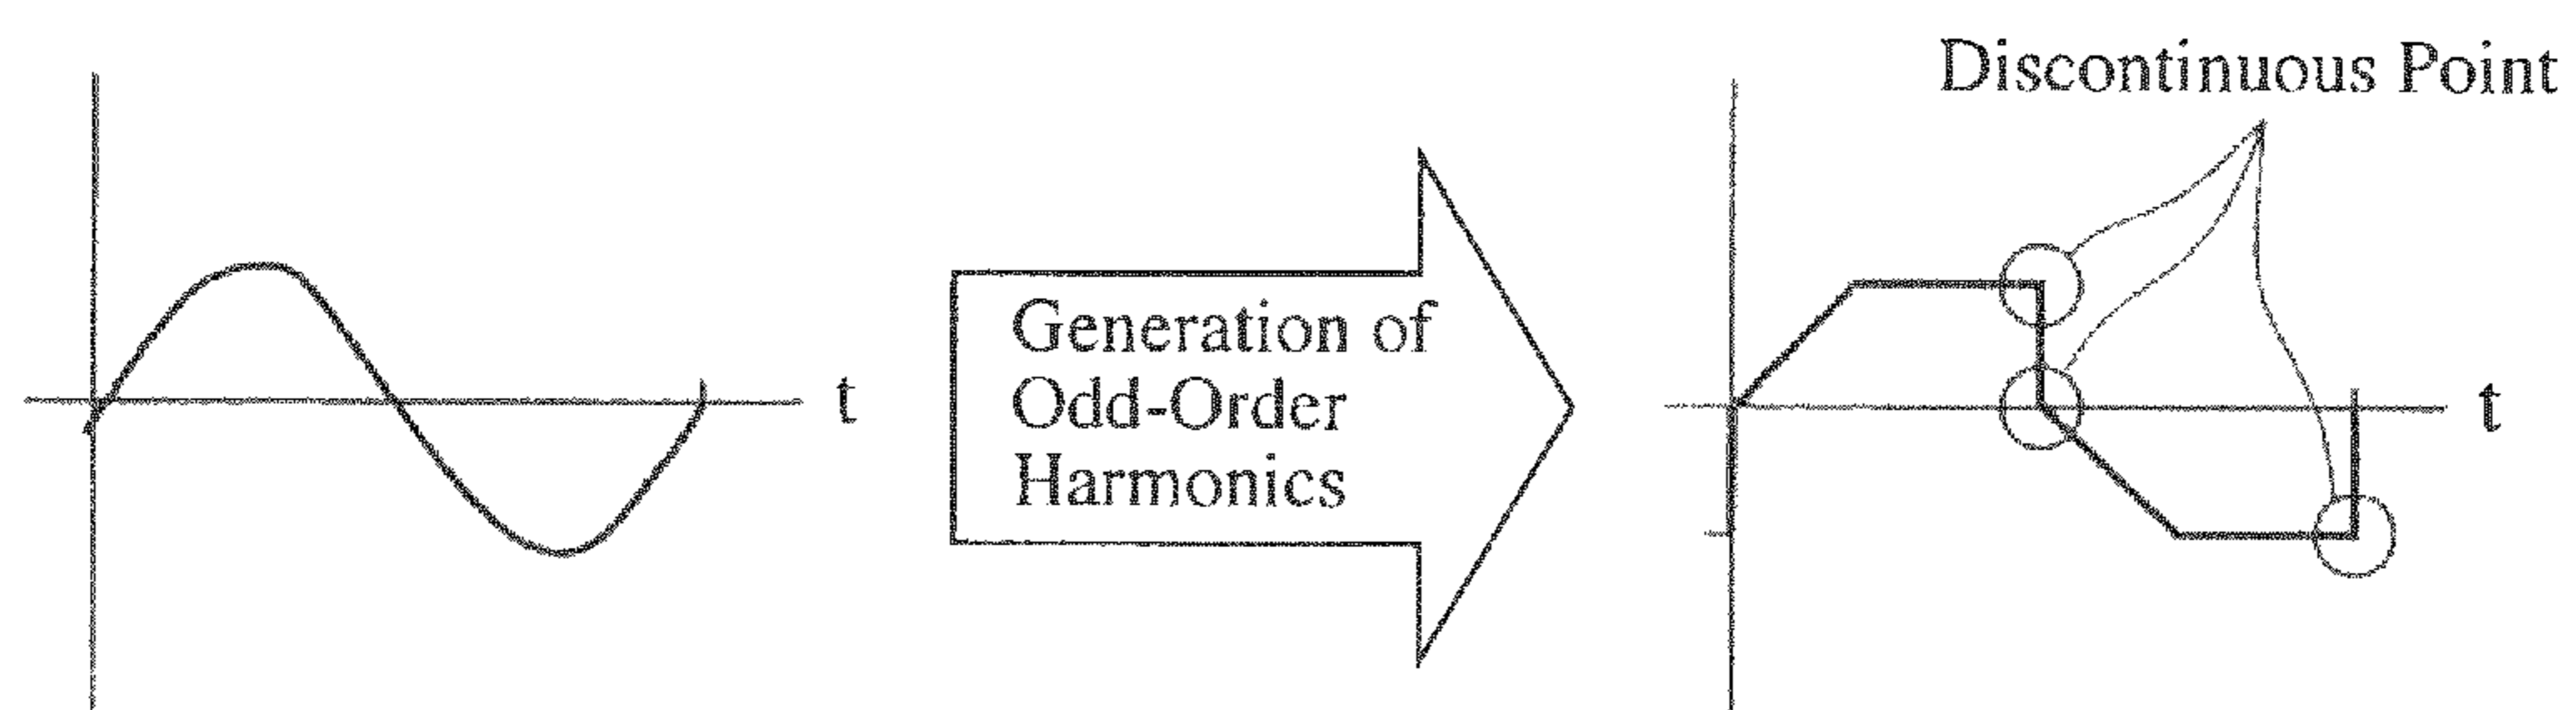 Discontinuous Point
t
Generation of
Odd-Order
Harmonics
t